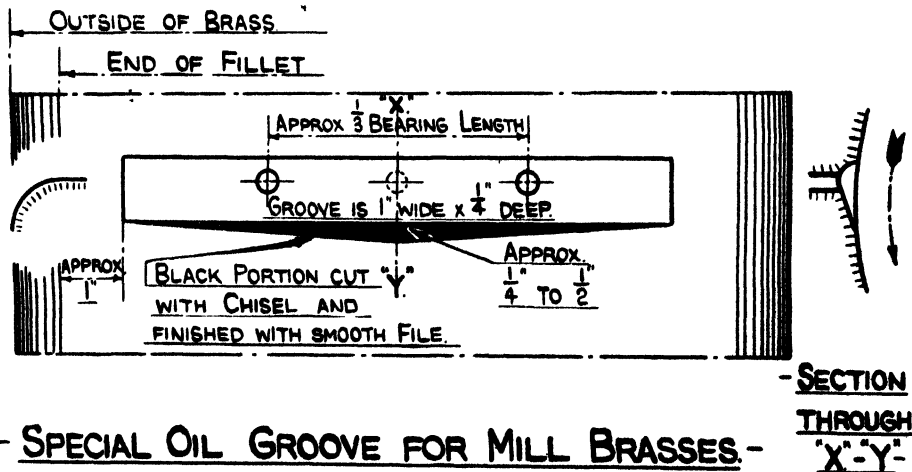 OUTSIDE OF BRASS
END OF FILLET
"X"
APPROX 1/3 BEARING LENGTH
GROOVE IS 1" WIDE x 1/4" DEEP.
APPROX
1"
BLACK PORTION CUT
WITH CHISEL AND
FINISHED WITH SMOOTH FILE.
"Y"
APPROX.
1/4" TO 1/2"
- SECTION
THROUGH
"X"-"Y"-
- SPECIAL OIL GROOVE FOR MILL BRASSES.-